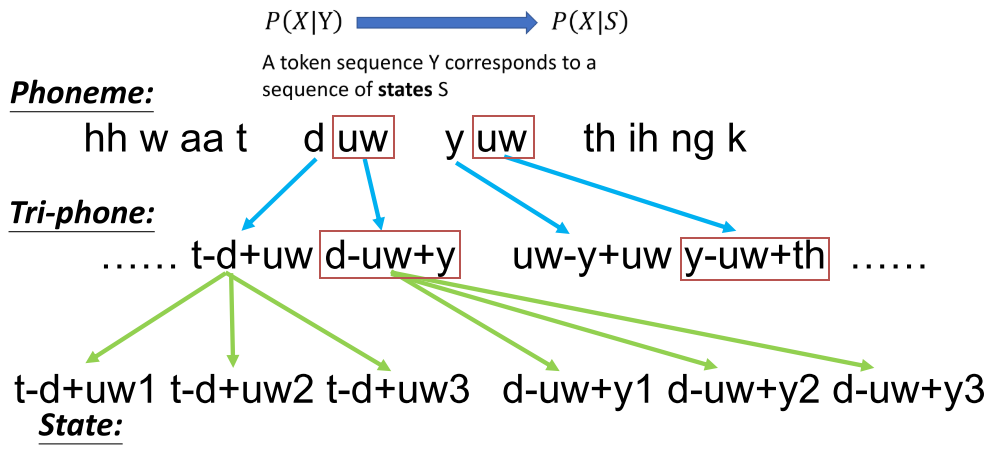 P(X|Y) P(X|S)
A token sequence Y corresponds to a
sequence of states S
Phoneme:
hh w aa t d uw y uw th ih ng k
Tri-phone:
…… t-d+uw d-uw+y uw-y+uw y-uw+th ……
t-d+uw1 t-d+uw2 t-d+uw3 d-uw+y1 d-uw+y2 d-uw+y3
State: